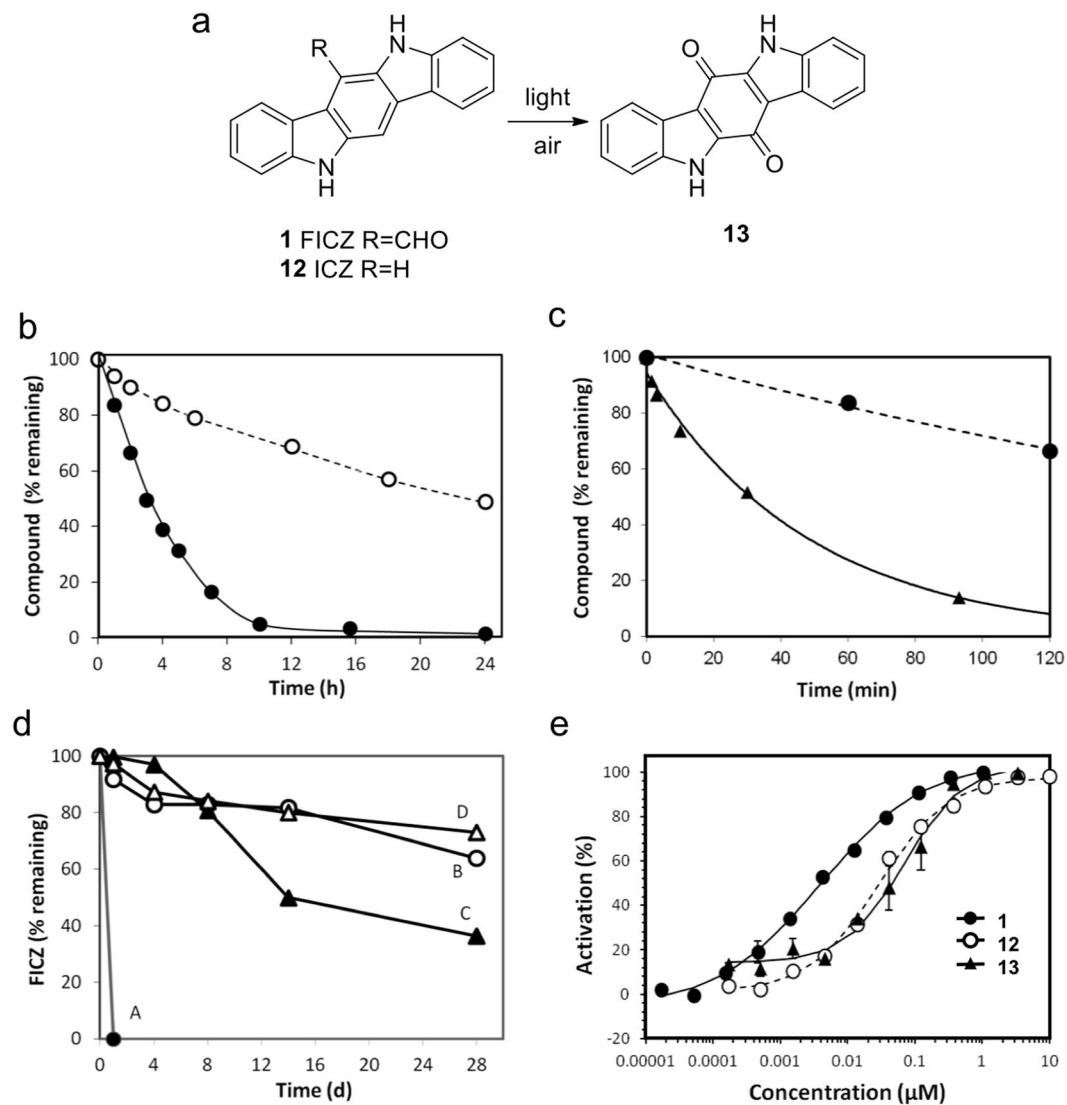 a
R
H
N
N
H
light
air
O
H
N
N
H
O
1 FICZ R=CHO
12 ICZ R=H
13
b
Compound (% remaining)
100
80
60
40
20
0
0 4 8 12 16 20 24
Time (h)
c
Compound (% remaining)
100
80
60
40
20
0
0 20 40 60 80 100 120
Time (min)
d
FICZ (% remaining)
100
80
60
40
20
0
A
D
B
C
0 4 8 12 16 20 24 28
Time (d)
e
Activation (%)
100
80
60
40
20
0
-20
1
12
13
0.00001 0.0001 0.001 0.01 0.1 1 10
Concentration (µM)